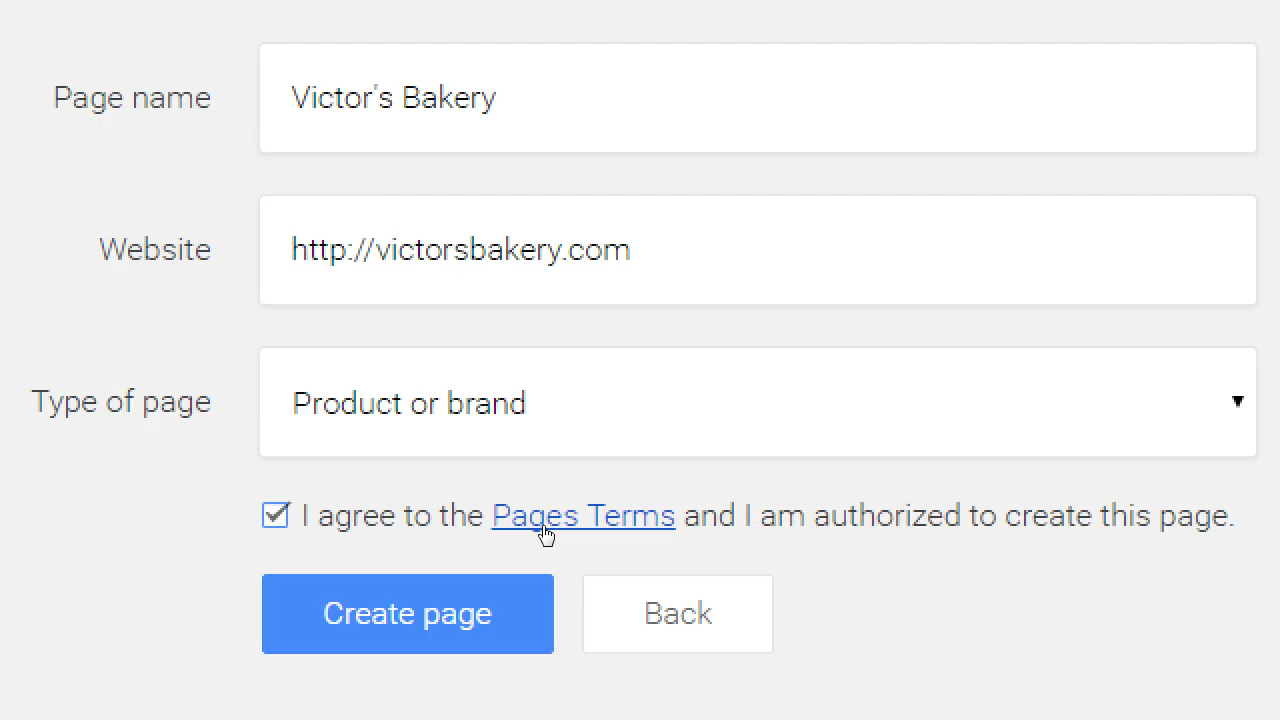 Page name Victor's Bakery
Website http://victorsbakery.com
Type of page Product or brand
I agree to the Pages Terms and I am authorized to create this page.
Create page Back